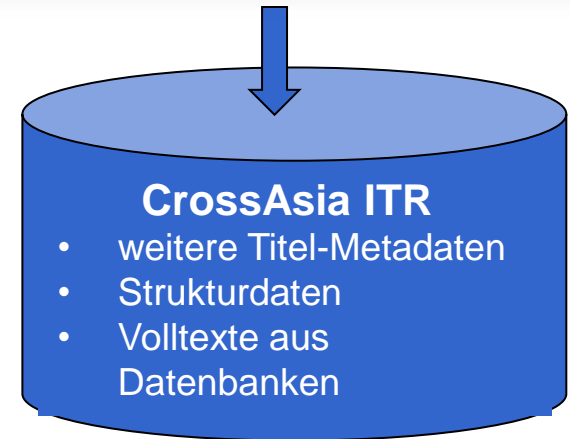 CrossAsia ITR
• weitere Titel-Metadaten
• Strukturdaten
• Volltexte aus
Datenbanken